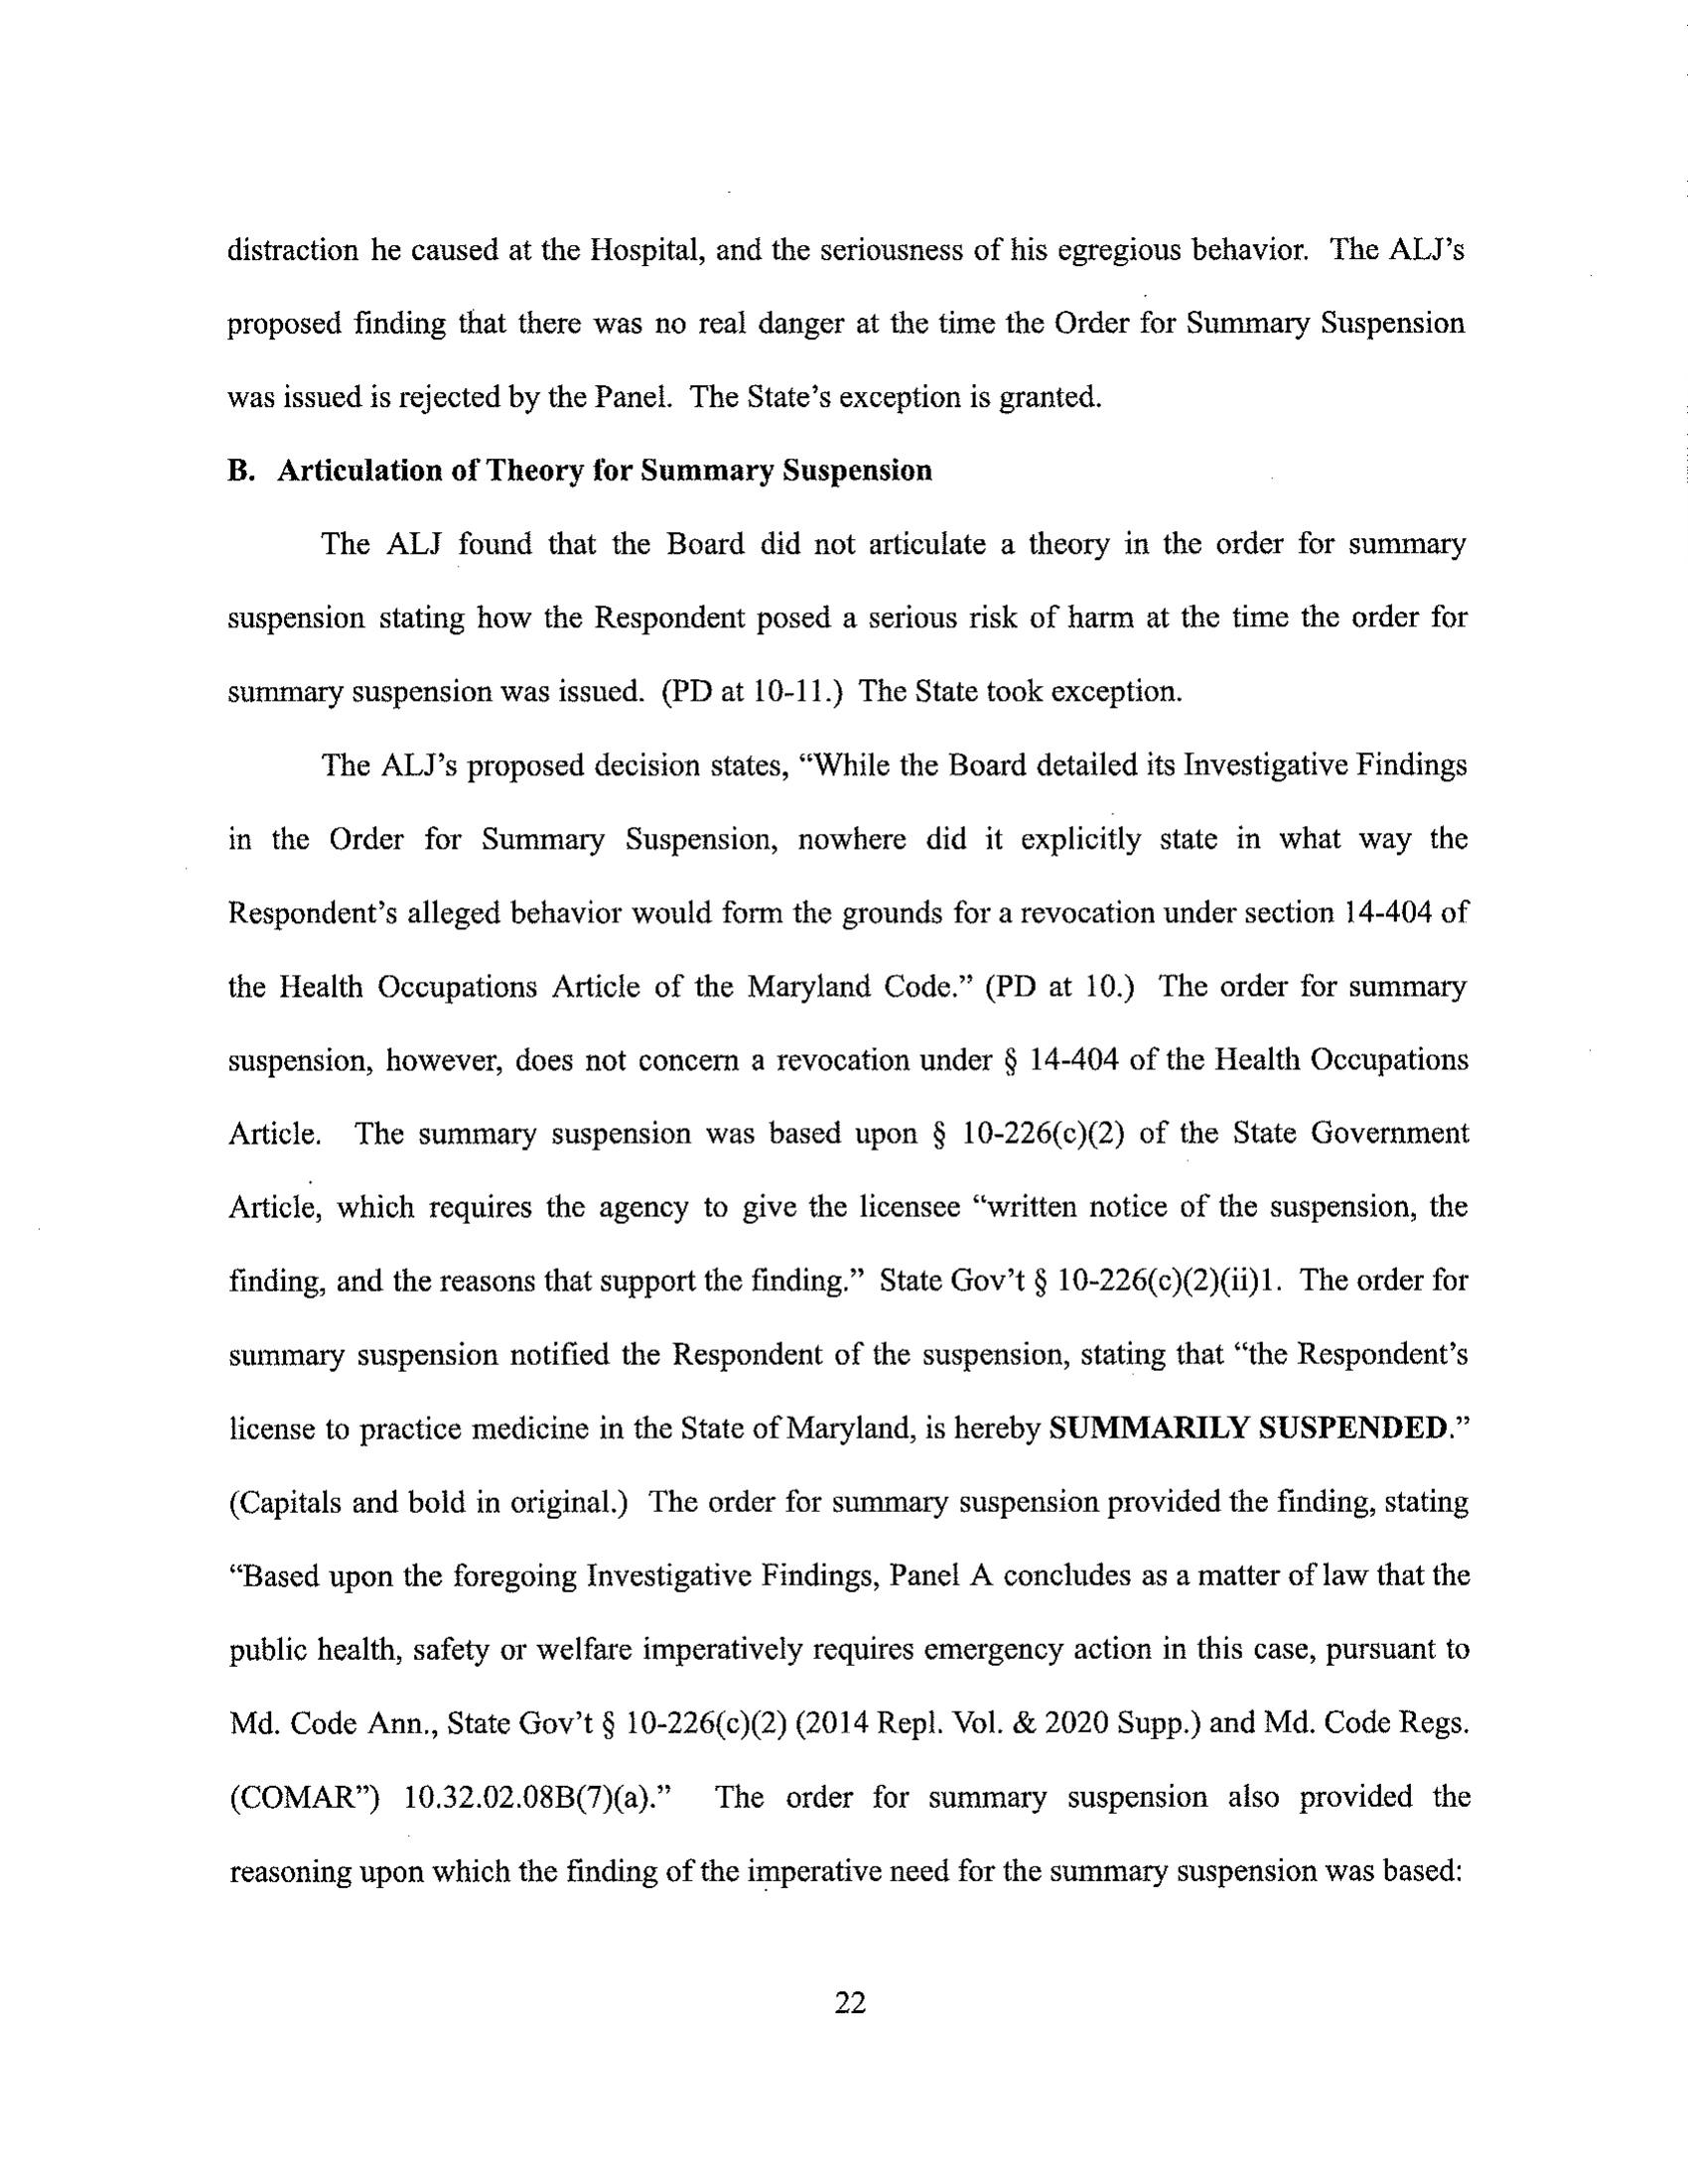 distraction he caused at the Hospital, and the seriousness of his egregious behavior. The ALJ's
proposed finding that there was no real danger at the time the Order for Summary Suspension
was issued is rejected by the Panel. The State's exception is granted.
B. Articulation of Theory for Summary Suspension
The ALJ found that the Board did not articulate a theory in the order for summary
suspension stating how the Respondent posed a serious risk of harm at the time the order for
summary suspension was issued. (PD at 10-11.) The State took exception.
The ALJ's proposed decision states, “While the Board detailed its Investigative Findings
in the Order for Summary Suspension, nowhere did it explicitly state in what way the
Respondent's alleged behavior would form the grounds for a revocation under section 14-404 of
the Health Occupations Article of the Maryland Code.” (PD at 10.) The order for summary
suspension, however, does not concern a revocation under § 14-404 of the Health Occupations
Article. The summary suspension was based upon § 10-226(c)(2) of the State Government
Article, which requires the agency to give the licensee “written notice of the suspension, the
finding, and the reasons that support the finding.” State Gov't § 10-226(c)(2)(ii)1. The order for
summary suspension notified the Respondent of the suspension, stating that “the Respondent's
license to practice medicine in the State of Maryland, is hereby SUMMARILY SUSPENDED.”
(Capitals and bold in original.) The order for summary suspension provided the finding, stating
“Based upon the foregoing Investigative Findings, Panel A concludes as a matter of law that the
public health, safety or welfare imperatively requires emergency action in this case, pursuant to
Md. Code Ann., State Gov't § 10-226(c)(2) (2014 Repl. Vol. & 2020 Supp.) and Md. Code Regs.
(COMAR”) 10.32.02.08B(7)(a).” The order for summary suspension also provided the
reasoning upon which the finding of the imperative need for the summary suspension was based:
22